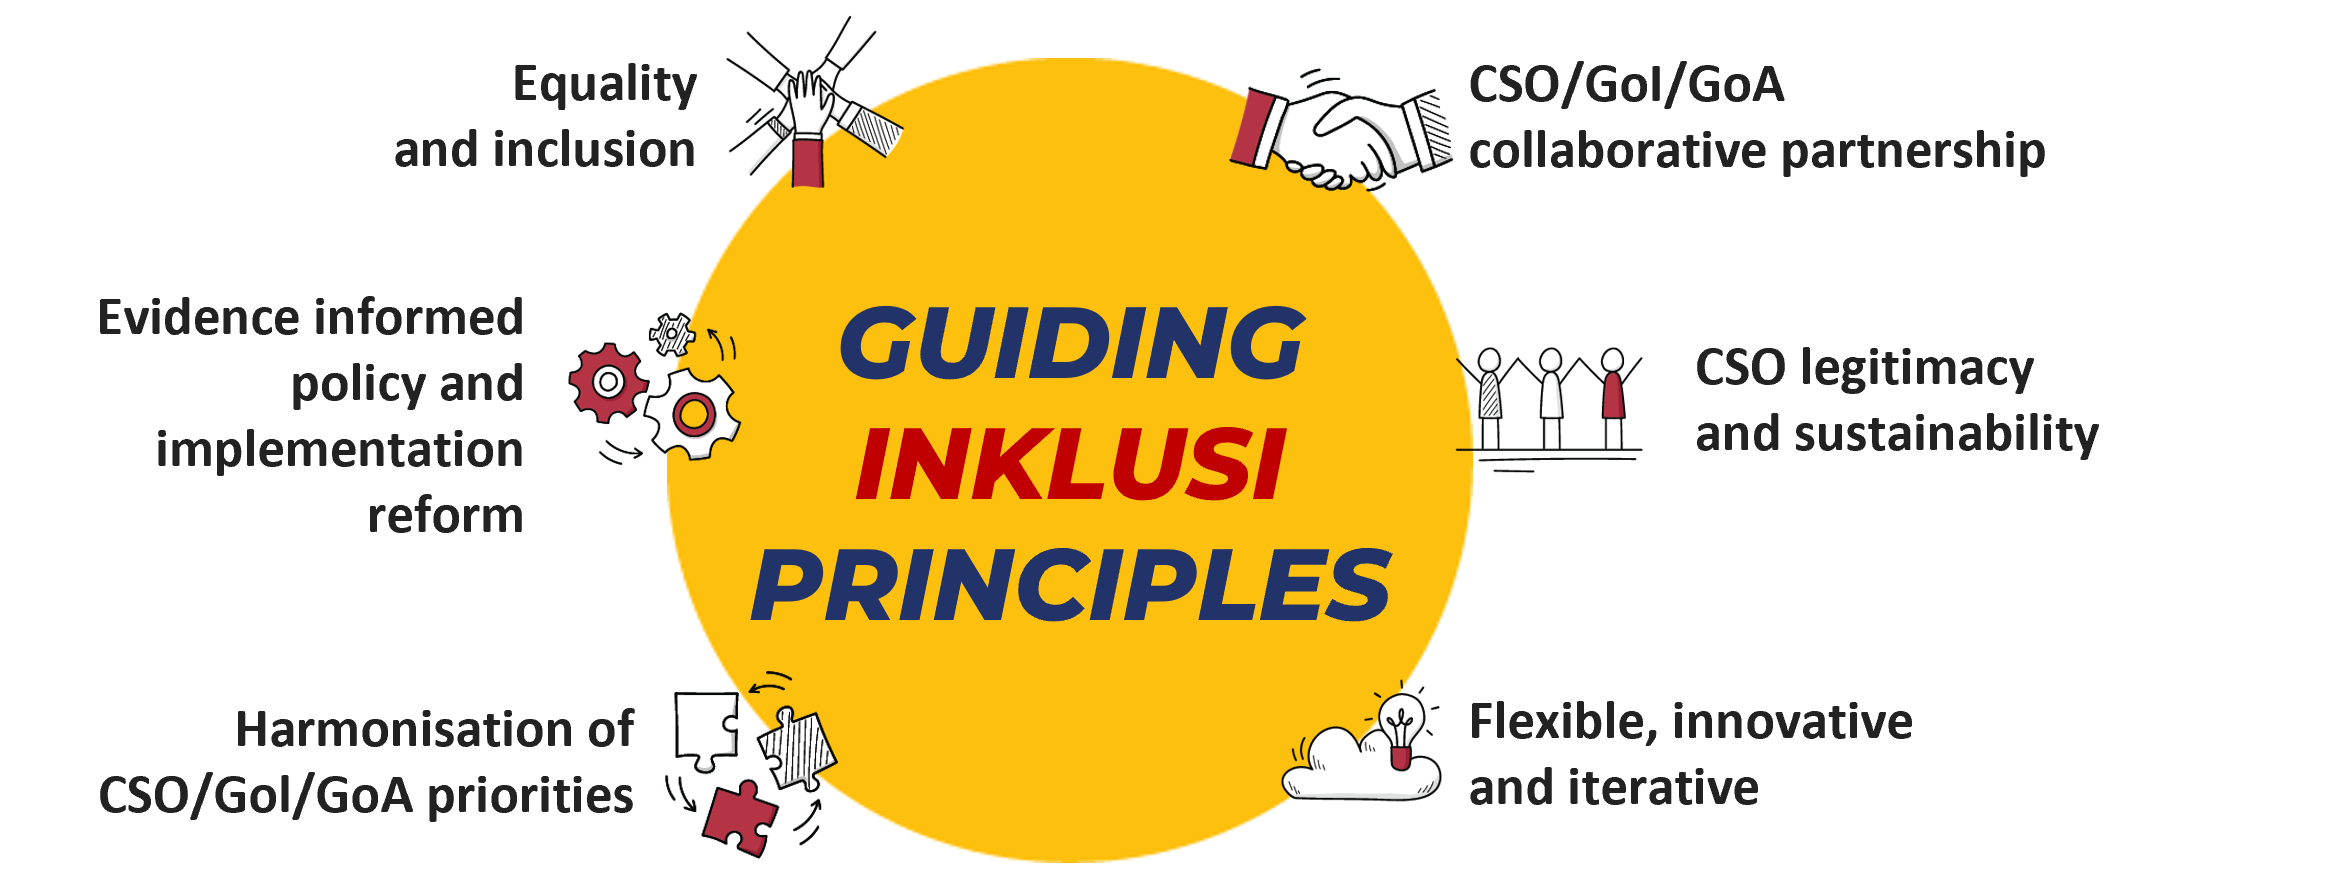 Equality
and inclusion
CSO/GoI/GoA
collaborative partnership
Evidence informed
policy and
implementation
reform
GUIDING
INKLUSI
PRINCIPLES
CSO legitimacy
and sustainability
Harmonisation of
CSO/GoI/GoA priorities
Flexible, innovative
and iterative